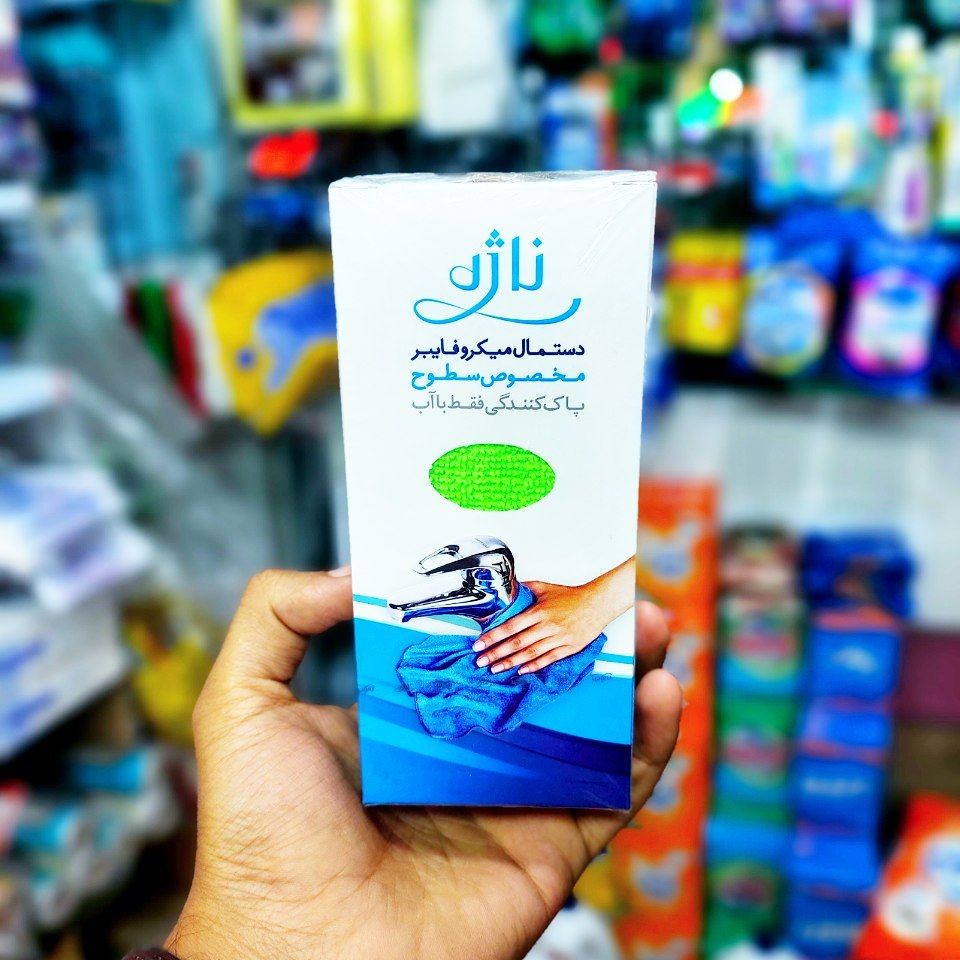 ناژه
دستمال میکروفایبر
مخصوص سطوح
پاک‌کنندگی فقط با آب